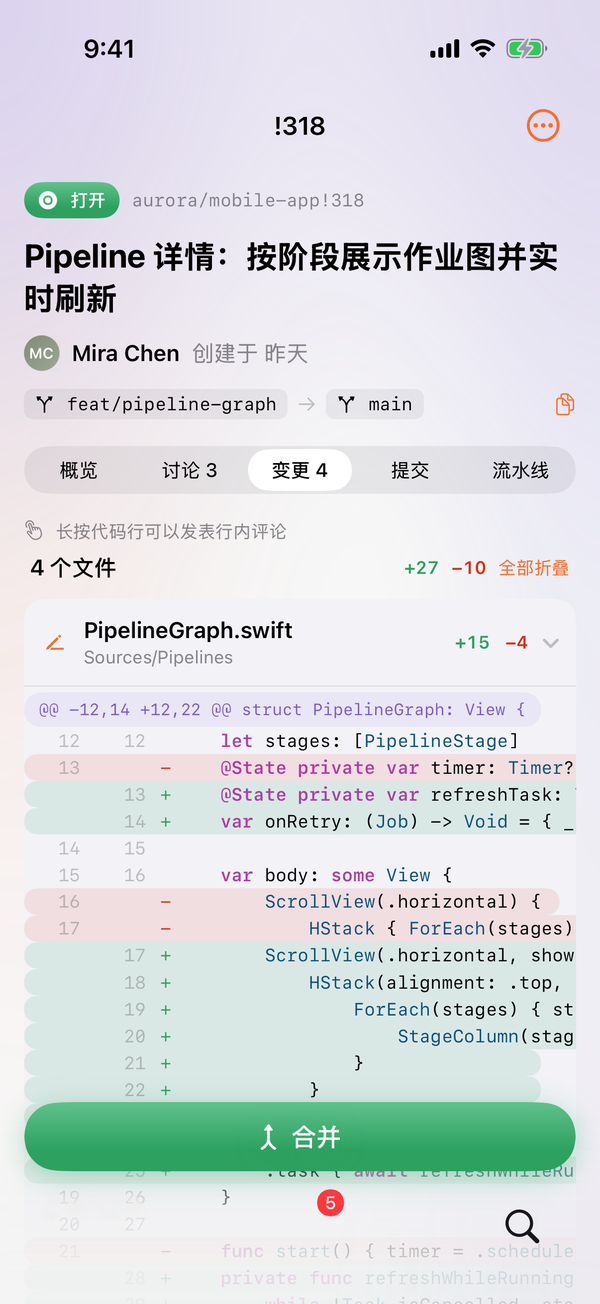 9:41
!318
打开 aurora/mobile-app!318
Pipeline 详情：按阶段展示作业图并实
时刷新
MC Mira Chen 创建于 昨天
feat/pipeline-graph → main
概览 讨论 3 变更 4 提交 流水线
长按代码行可以发表行内评论
4 个文件 +27 −10 全部折叠
PipelineGraph.swift +15 −4
Sources/Pipelines
@@ −12,14 +12,22 @@ struct PipelineGraph: View {
12 12 let stages: [PipelineStage]
13 − @State private var timer: Timer?
13 + @State private var refreshTask:
14 + var onRetry: (Job) −> Void = { _
14 15
15 16 var body: some View {
16 − ScrollView(.horizontal) {
17 − HStack { ForEach(stages)
17 + ScrollView(.horizontal, show
18 + HStack(alignment: .top,
19 + ForEach(stages) { st
20 + StageColumn(stag
21 + }
22 + }
合并
25 + .task { await refreshWhileRu
19 26 }
5
20 27
21 − func start() { timer = .schedule
28 + private func refreshWhileRunning